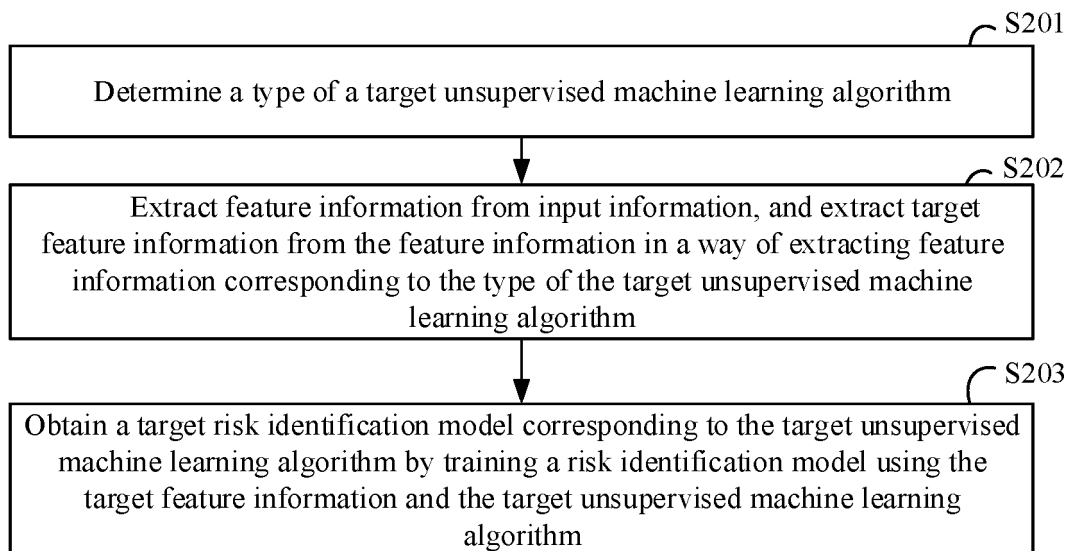 S201
Determine a type of a target unsupervised machine learning algorithm
S202
Extract feature information from input information, and extract target
feature information from the feature information in a way of extracting feature
information corresponding to the type of the target unsupervised machine
learning algorithm
S203
Obtain a target risk identification model corresponding to the target unsupervised
machine learning algorithm by training a risk identification model using the
target feature information and the target unsupervised machine learning
algorithm